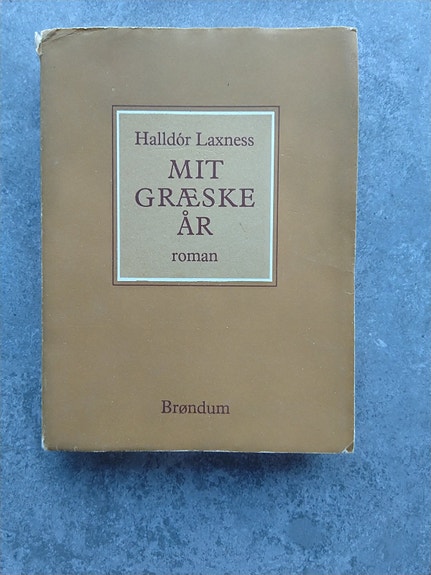 Halldór Laxness
MIT
GRÆSKE
ÅR
roman
Brøndum